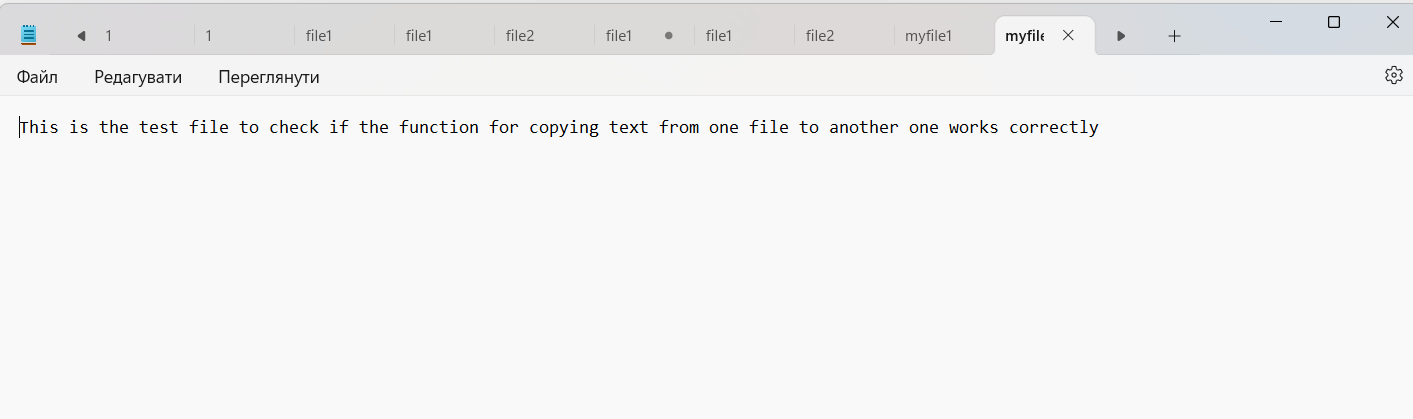 1 1 file1 file1 file2 file1 file1 file2 myfile1 myfile
Файл Редагувати Переглянути
This is the test file to check if the function for copying text from one file to another one works correctly